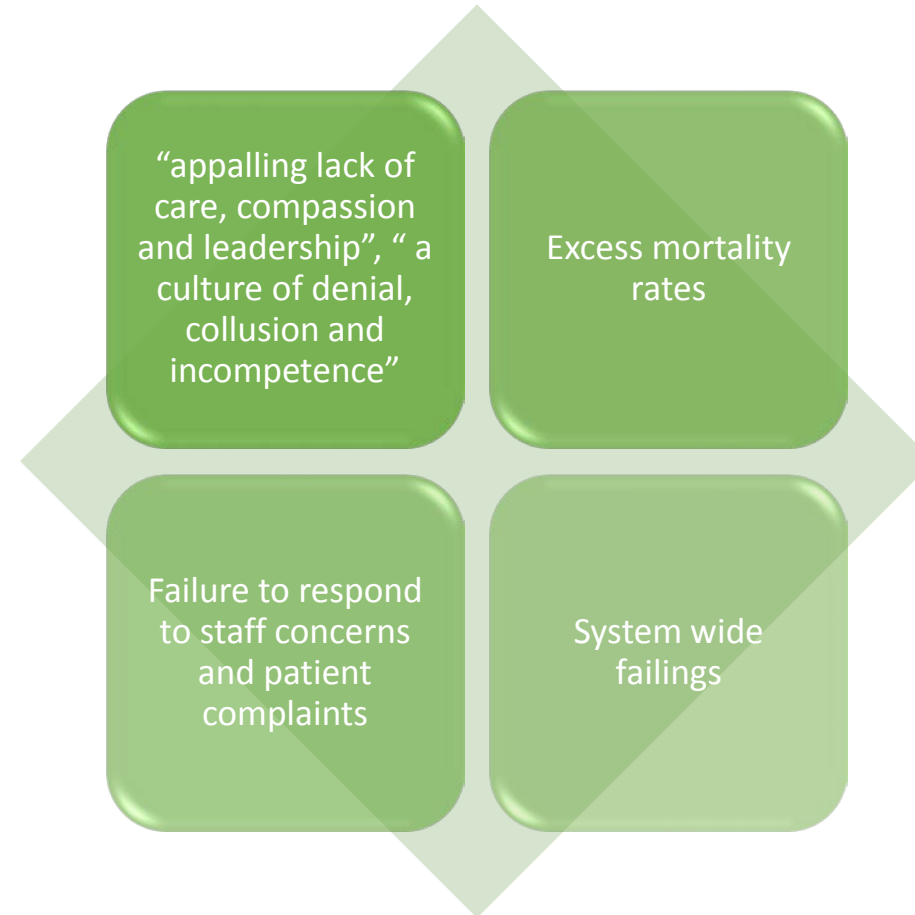 “appalling lack of
care, compassion
and leadership”, “ a
culture of denial,
collusion and
incompetence”
Excess mortality
rates
Failure to respond
to staff concerns
and patient
complaints
System wide
failings